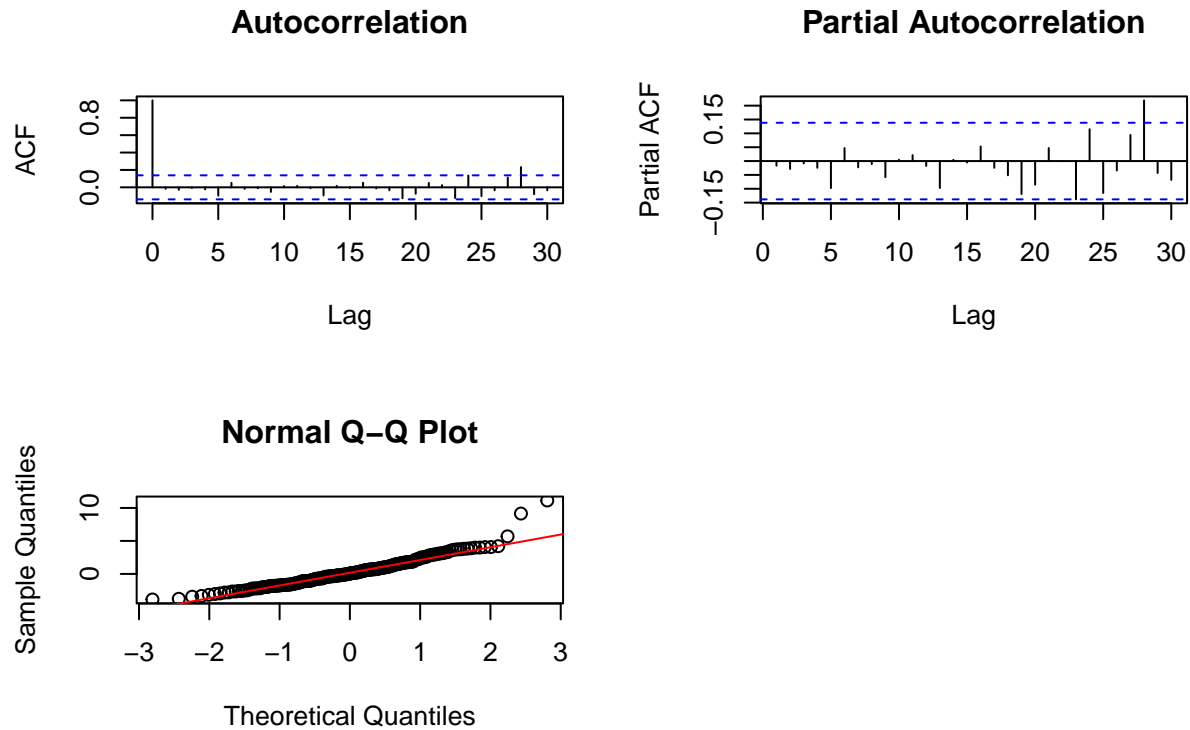 Autocorrelation
ACF
0.0 0.8
0 5 10 15 20 25 30
Lag
Partial Autocorrelation
Partial ACF
−0.15 0.15
0 5 10 15 20 25 30
Lag
Normal Q−Q Plot
Sample Quantiles
0 10
−3 −2 −1 0 1 2 3
Theoretical Quantiles